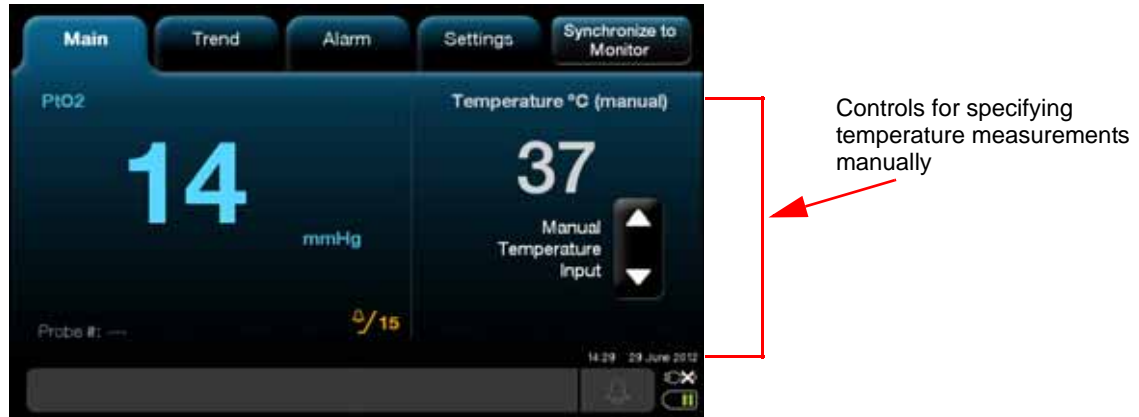 Main
Trend
Alarm
Settings
Synchronize to
Monitor
PtO2
14
mmHg
Probe #: ---
/15
Temperature °C (manual)
37
Manual
Temperature
Input
14:29 29 June 2012
Controls for specifying
temperature measurements
manually